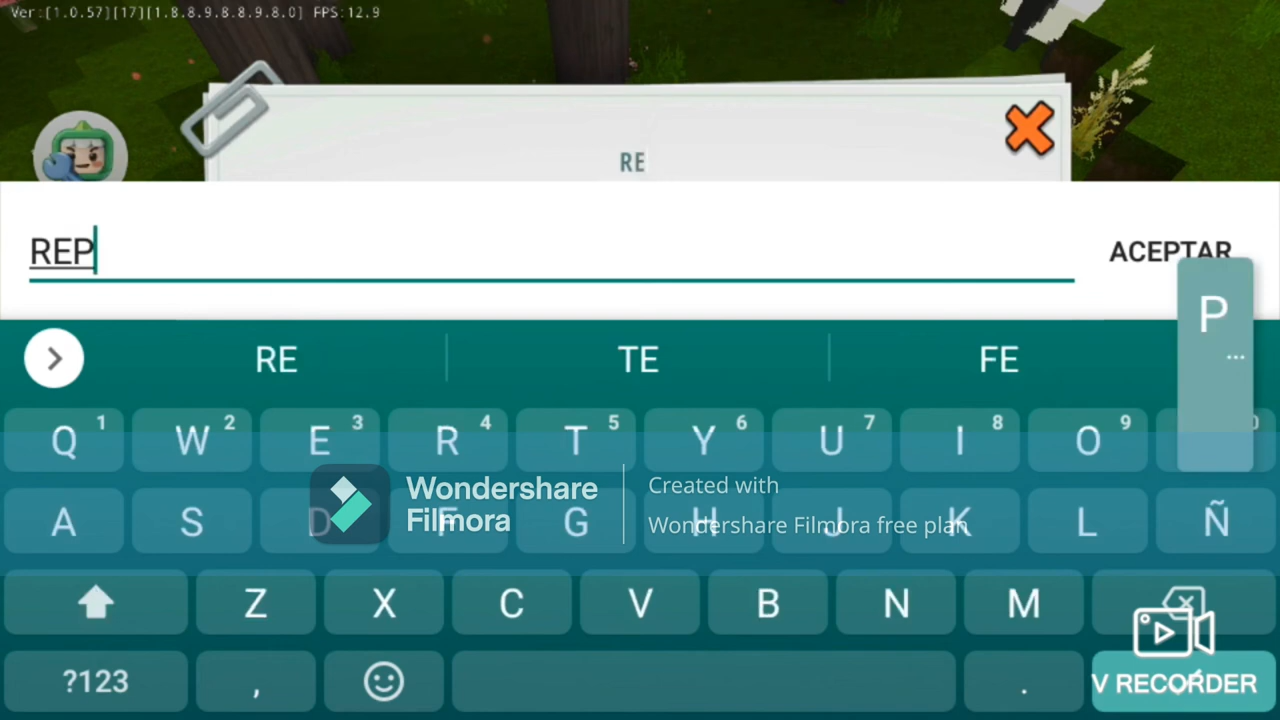 Ver:[1.0.57][17][1.8.8.9.8.8.9.8.0] FPS:12.9
RE
REP
ACEPTAR
P
...
RE
TE
FE
Q 1 W 2 E 3 R 4 T 5 Y 6 U 7 I 8 O 9 0
A S D F G H J K L Ñ
Wondershare
Filmora
Created with
Wondershare Filmora free plan
Z X C V B N M
?123 , .
V RECORDER